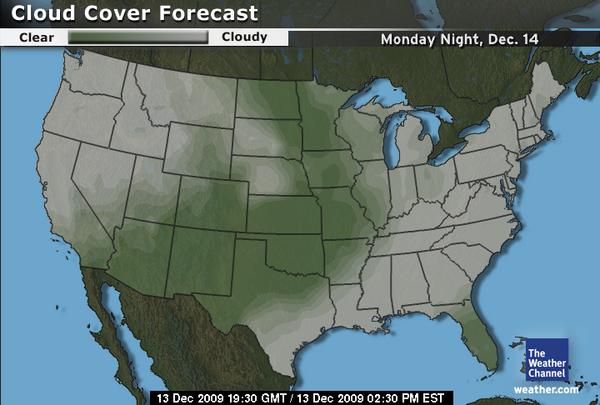 Cloud Cover Forecast
Clear Cloudy
Monday Night, Dec. 14
The
Weather
Channel
weather.com
13 Dec 2009 19:30 GMT / 13 Dec 2009 02:30 PM EST